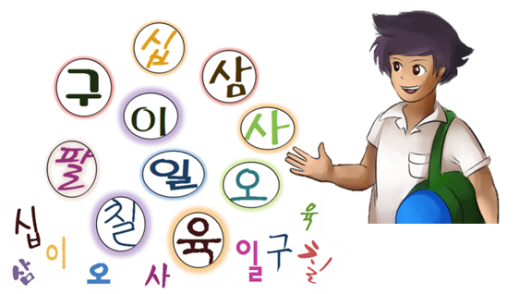 십
구 삼
이 사
팔 일 오
칠 육
십 이 육
삼 오 사 일 구 칠